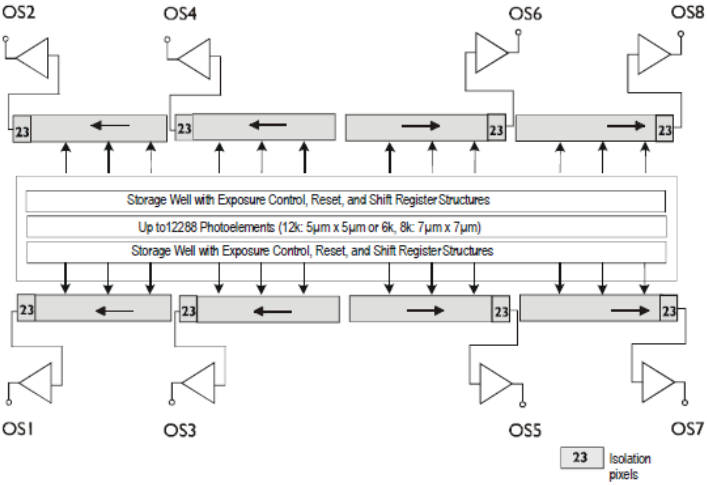 OS2 OS4 OS6 OS8
23 23 23 23
Storage Well with Exposure Control, Reset, and Shift Register Structures
Up to12288 Photoelements (12k: 5µm x 5µm or 6k, 8k: 7µm x 7µm)
Storage Well with Exposure Control, Reset, and Shift Register Structures
23 23 23 23
OS1 OS3 OS5 OS7
23 Isolation
pixels